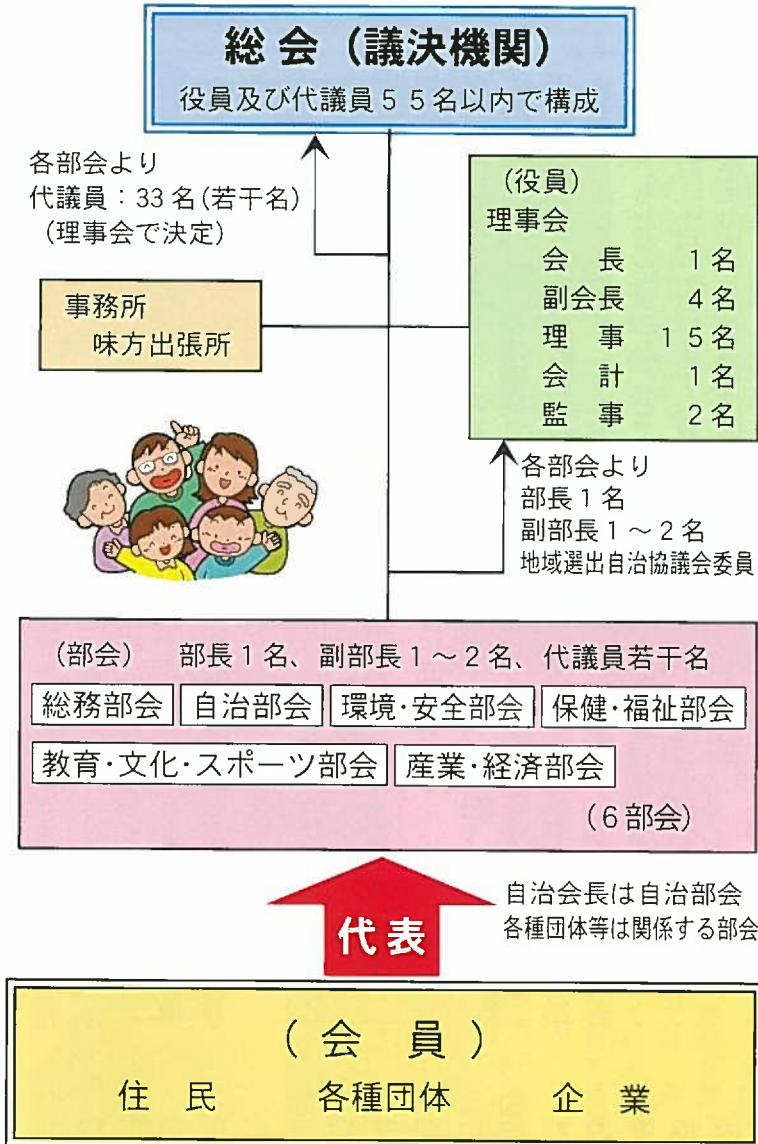 総会（議決機関）
役員及び代議員５５名以内で構成
各部会より
代議員：33名(若干名)
（理事会で決定）
（役員）
理事会
会　長　１名
副会長　４名
理　事　１５名
会　計　１名
監　事　２名
事務所
味方出張所
各部会より
部長１名
副部長１～２名
地域選出自治協議会委員
（部会）　部長１名、副部長１～２名、代議員若干名
総務部会　自治部会　環境・安全部会　保健・福祉部会
教育・文化・スポーツ部会　産業・経済部会
（６部会）
代表
自治会長は自治部会
各種団体等は関係する部会
（会　員）
住　民　各種団体　企　業